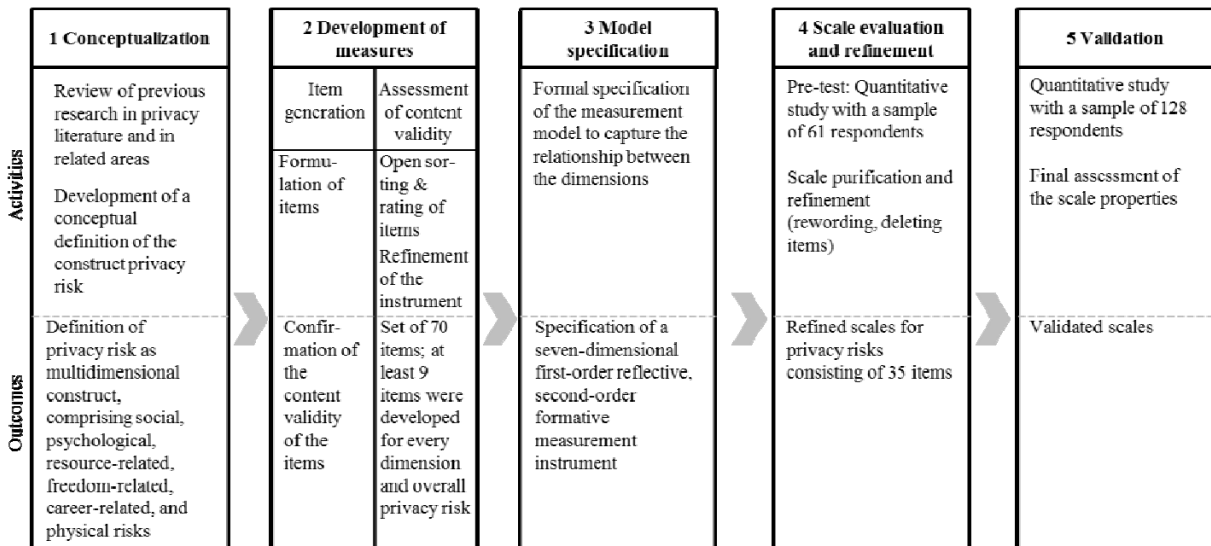 1 Conceptualization
Review of previous
research in privacy
literature and in
related areas
Development of a
conceptual
definition of the
construct privacy
risk
Definition of
privacy risk as
multidimensional
construct,
comprising social,
psychological,
resource-related,
freedom-related,
career-related, and
physical risks
2 Development of
measures
Item
generation
Formu-
lation of
items
Confir-
mation of
the
content
validity
of the
items
Assessment
of content
validity
Open sor-
ting &
rating of
items
Refinement
of the
instrument
Set of 70
items; at
least 9
items were
developed
for every
dimension
and overall
privacy risk
3 Model
specification
Formal specification
of the measurement
model to capture the
relationship between
the dimensions
Specification of a
seven-dimensional
first-order reflective,
second-order
formative
measurement
instrument
4 Scale evaluation
and refinement
Pre-test: Quantitative
study with a sample
of 61 respondents
Scale purification and
refinement
(rewording, deleting
items)
Refined scales for
privacy risks
consisting of 35 items
5 Validation
Quantitative study
with a sample of 128
respondents
Final assessment of
the scale properties
Validated scales
Activities
Outcomes